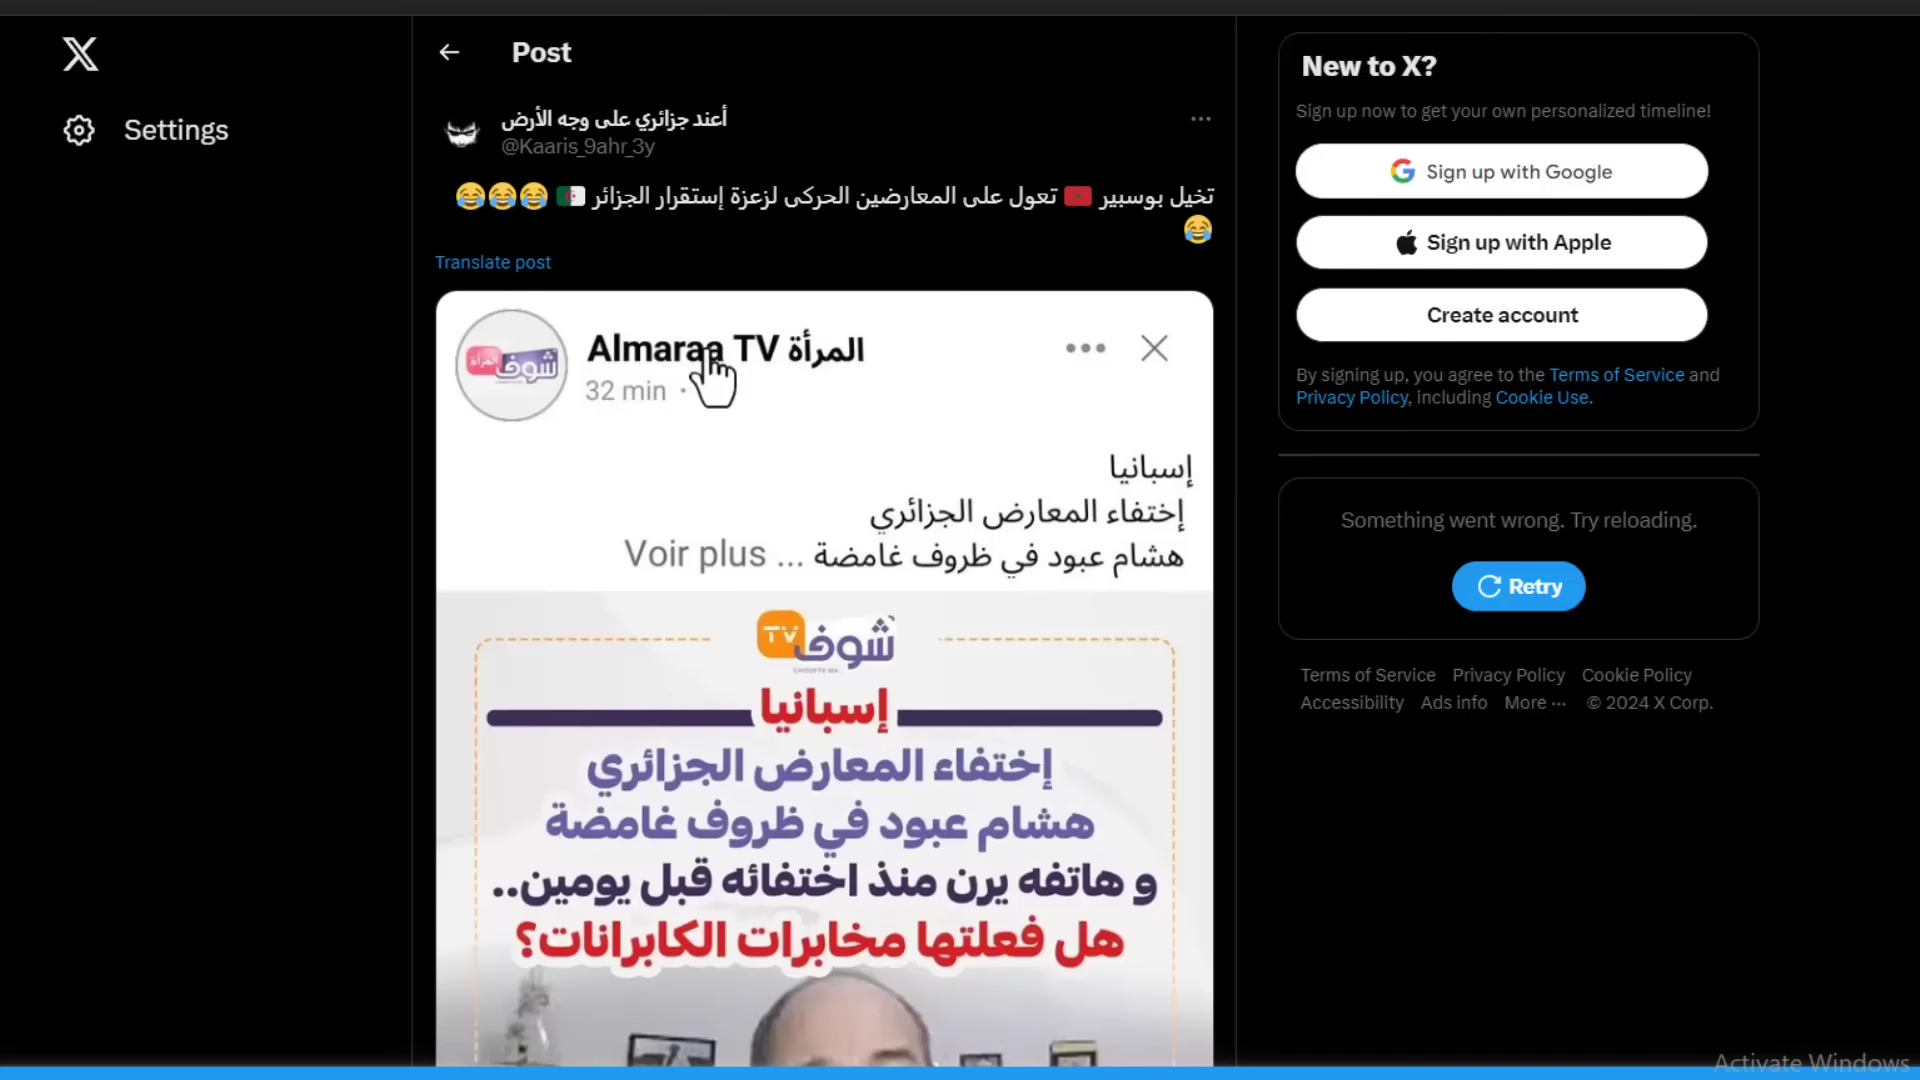 Settings
Post
أعند جزائري على وجه الأرض
@Kaaris_9ahr_3y
تخيل بوسبير 🇲🇦 تعول على المعارضين الحركى لزعزة إستقرار الجزائر 🇩🇿 😂😂😂
😂
Translate post
Almaraa TV المرأة
32 min ·
إسبانيا
إختفاء المعارض الجزائري
هشام عبود في ظروف غامضة ... Voir plus
شوف TV
CHOOFTV.MA
إسبانيا
إختفاء المعارض الجزائري
هشام عبود في ظروف غامضة
و هاتفه يرن منذ اختفائه قبل يومين..
هل فعلتها مخابرات الكابرانات؟
New to X?
Sign up now to get your own personalized timeline!
Sign up with Google
Sign up with Apple
Create account
By signing up, you agree to the Terms of Service and
Privacy Policy, including Cookie Use.
Something went wrong. Try reloading.
Retry
Terms of Service Privacy Policy Cookie Policy
Accessibility Ads info More ··· © 2024 X Corp.
Activate Windows